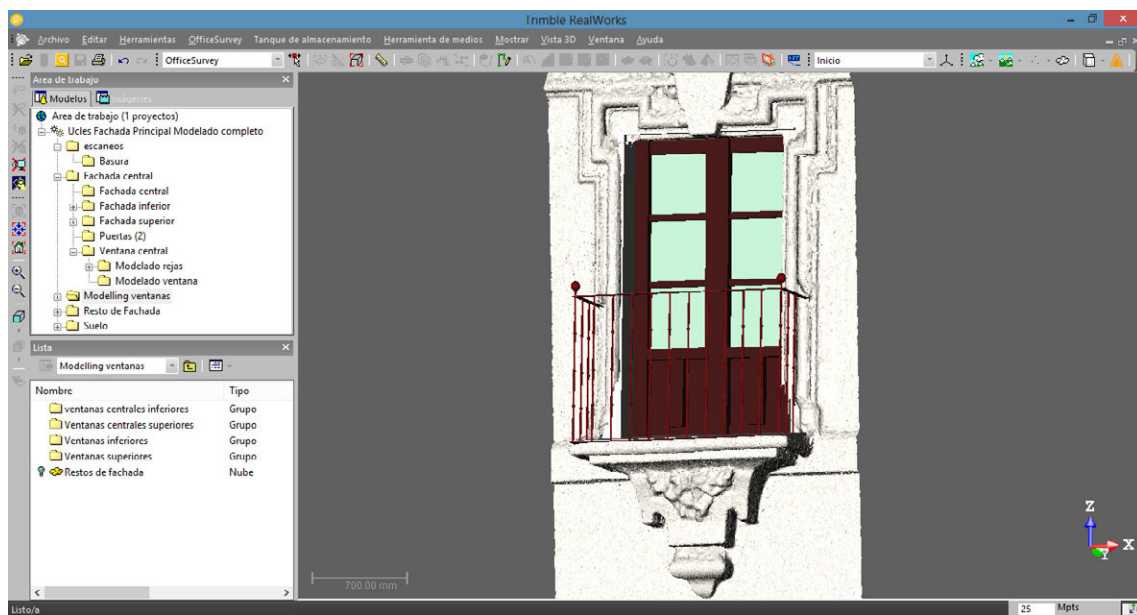 Trimble RealWorks
Archivo Editar Herramientas OfficeSurvey Tanque de almacenamiento Herramienta de medios Mostrar Vista 3D Ventana Ayuda
OfficeSurvey Inicio
Area de trabajo
Modelos Imágenes
Area de trabajo (1 proyectos)
Ucles Fachada Principal Modelado completo
escaneos
Basura
Fachada central
Fachada central
Fachada inferior
Fachada superior
Puertas (2)
Ventana central
Modelado rejas
Modelado ventana
Modelling ventanas
Resto de Fachada
Suelo
Lista
Modelling ventanas
Nombre Tipo
ventanas centrales inferiores Grupo
Ventanas centrales superiores Grupo
Ventanas inferiores Grupo
Ventanas superiores Grupo
Restos de fachada Nube
Z
X
Y
700.00 mm
Listo/a 25 Mpts